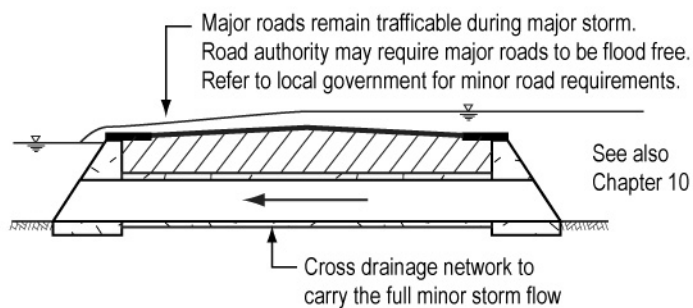 Major roads remain trafficable during major storm.
Road authority may require major roads to be flood free.
Refer to local government for minor road requirements.
See also
Chapter 10
Cross drainage network to
carry the full minor storm flow